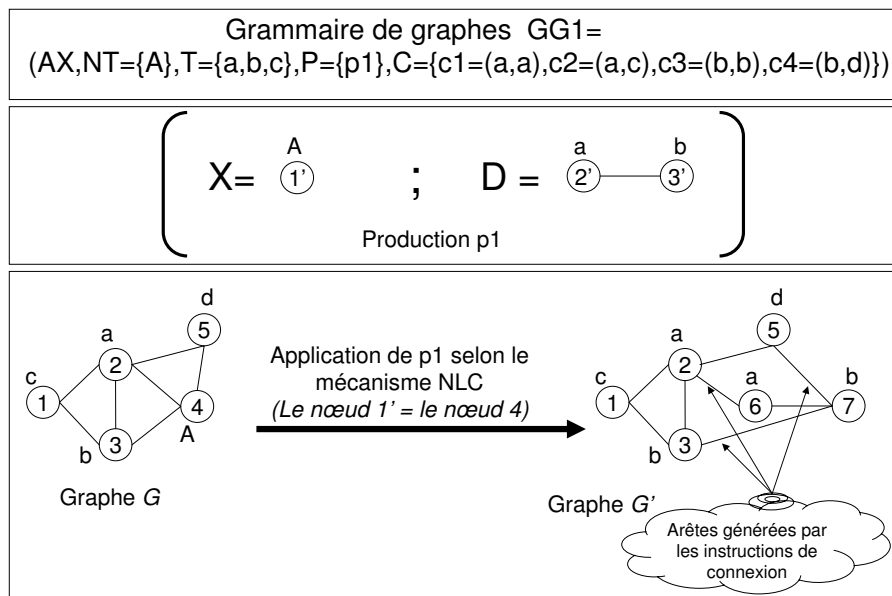 Grammaire de graphes GG1=
(AX,NT={A},T={a,b,c},P={p1},C={c1=(a,a),c2=(a,c),c3=(b,b),c4=(b,d)})
A a b
X= 1' ; D = 2' 3'
Production p1
d d
a a
5 5
2 2
c c
a b
1 4 1 6 7
A
b 3 b 3
Application de p1 selon le
mécanisme NLC
(Le nœud 1' = le nœud 4)
Graphe G
Graphe G'
Arêtes générées par
les instructions de
connexion